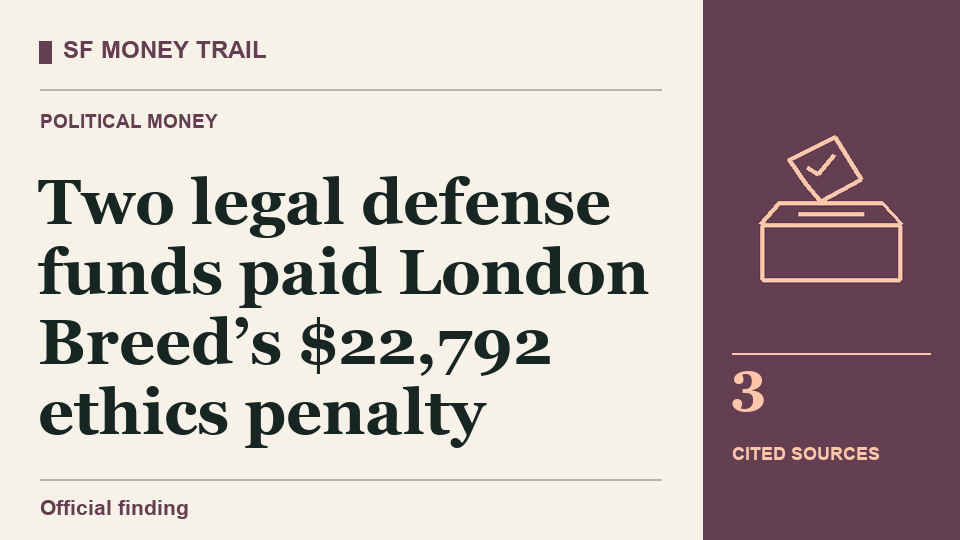 SF MONEY TRAIL
POLITICAL MONEY
Two legal defense
funds paid London
Breed’s $22,792
ethics penalty
Official finding
3
CITED SOURCES